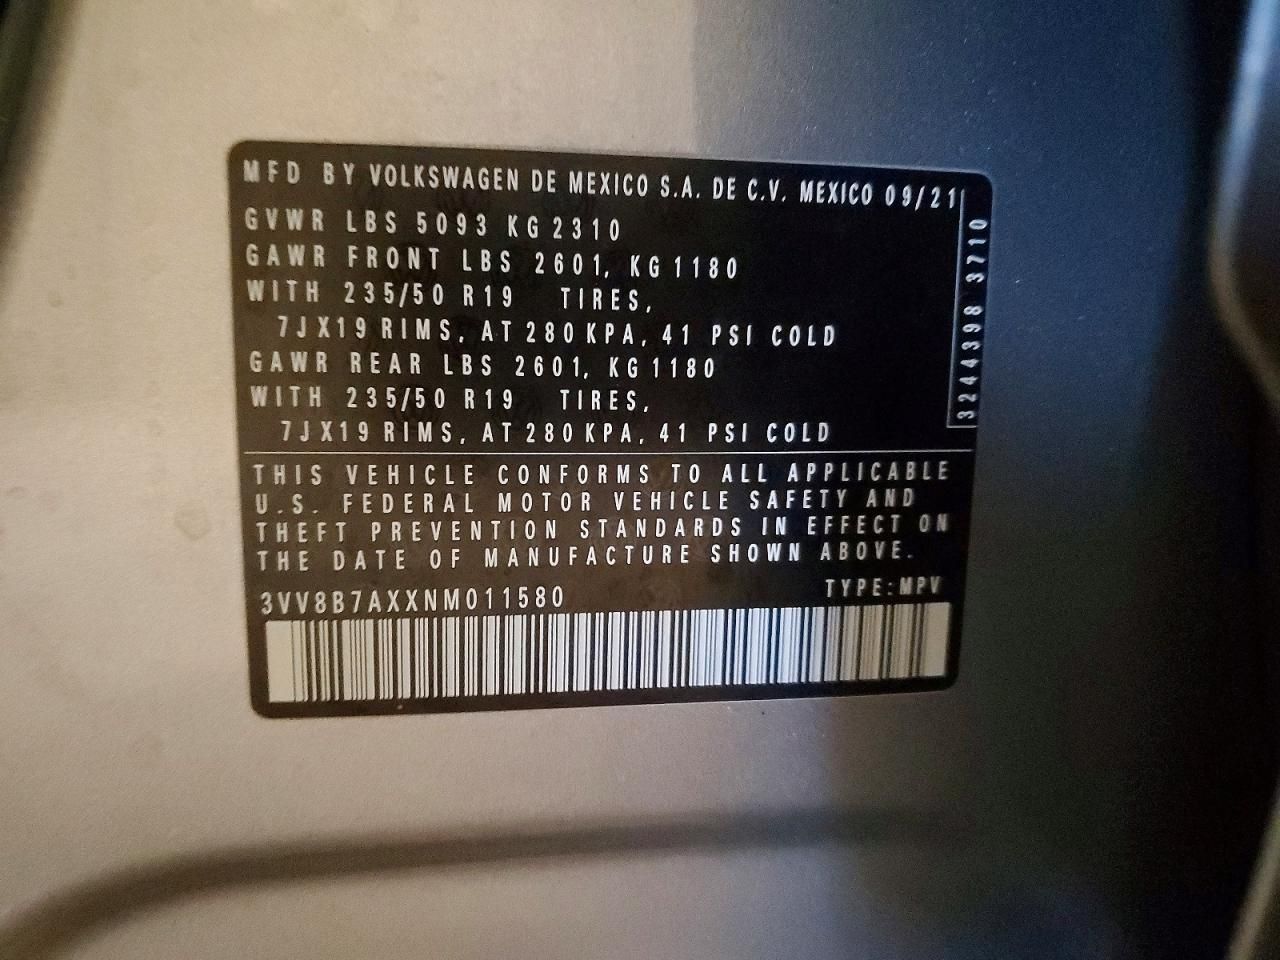 MFD BY VOLKSWAGEN DE MEXICO S.A. DE C.V. MEXICO 09/21
GVWR LBS 5093 KG 2310
GAWR FRONT LBS 2601, KG 1180
WITH 235/50 R19 TIRES,
7JX19 RIMS, AT 280 KPA, 41 PSI COLD
GAWR REAR LBS 2601, KG 1180
WITH 235/50 R19 TIRES,
7JX19 RIMS, AT 280 KPA, 41 PSI COLD
3244398 3710
THIS VEHICLE CONFORMS TO ALL APPLICABLE
U.S. FEDERAL MOTOR VEHICLE SAFETY AND
THEFT PREVENTION STANDARDS IN EFFECT ON
THE DATE OF MANUFACTURE SHOWN ABOVE.
3VV8B7AXXNM011580 TYPE: MPV